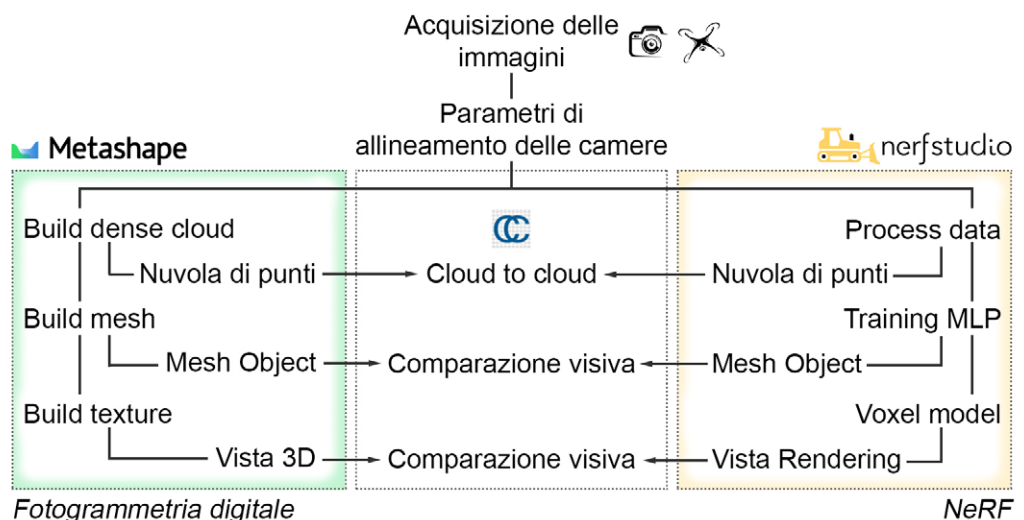 Acquisizione delle
immagini
Parametri di
allineamento delle camere
Metashape
nerfstudio
Build dense cloud
CC
Process data
Nuvola di punti
Cloud to cloud
Nuvola di punti
Build mesh
Training MLP
Mesh Object
Comparazione visiva
Mesh Object
Build texture
Voxel model
Vista 3D
Comparazione visiva
Vista Rendering
Fotogrammetria digitale
NeRF